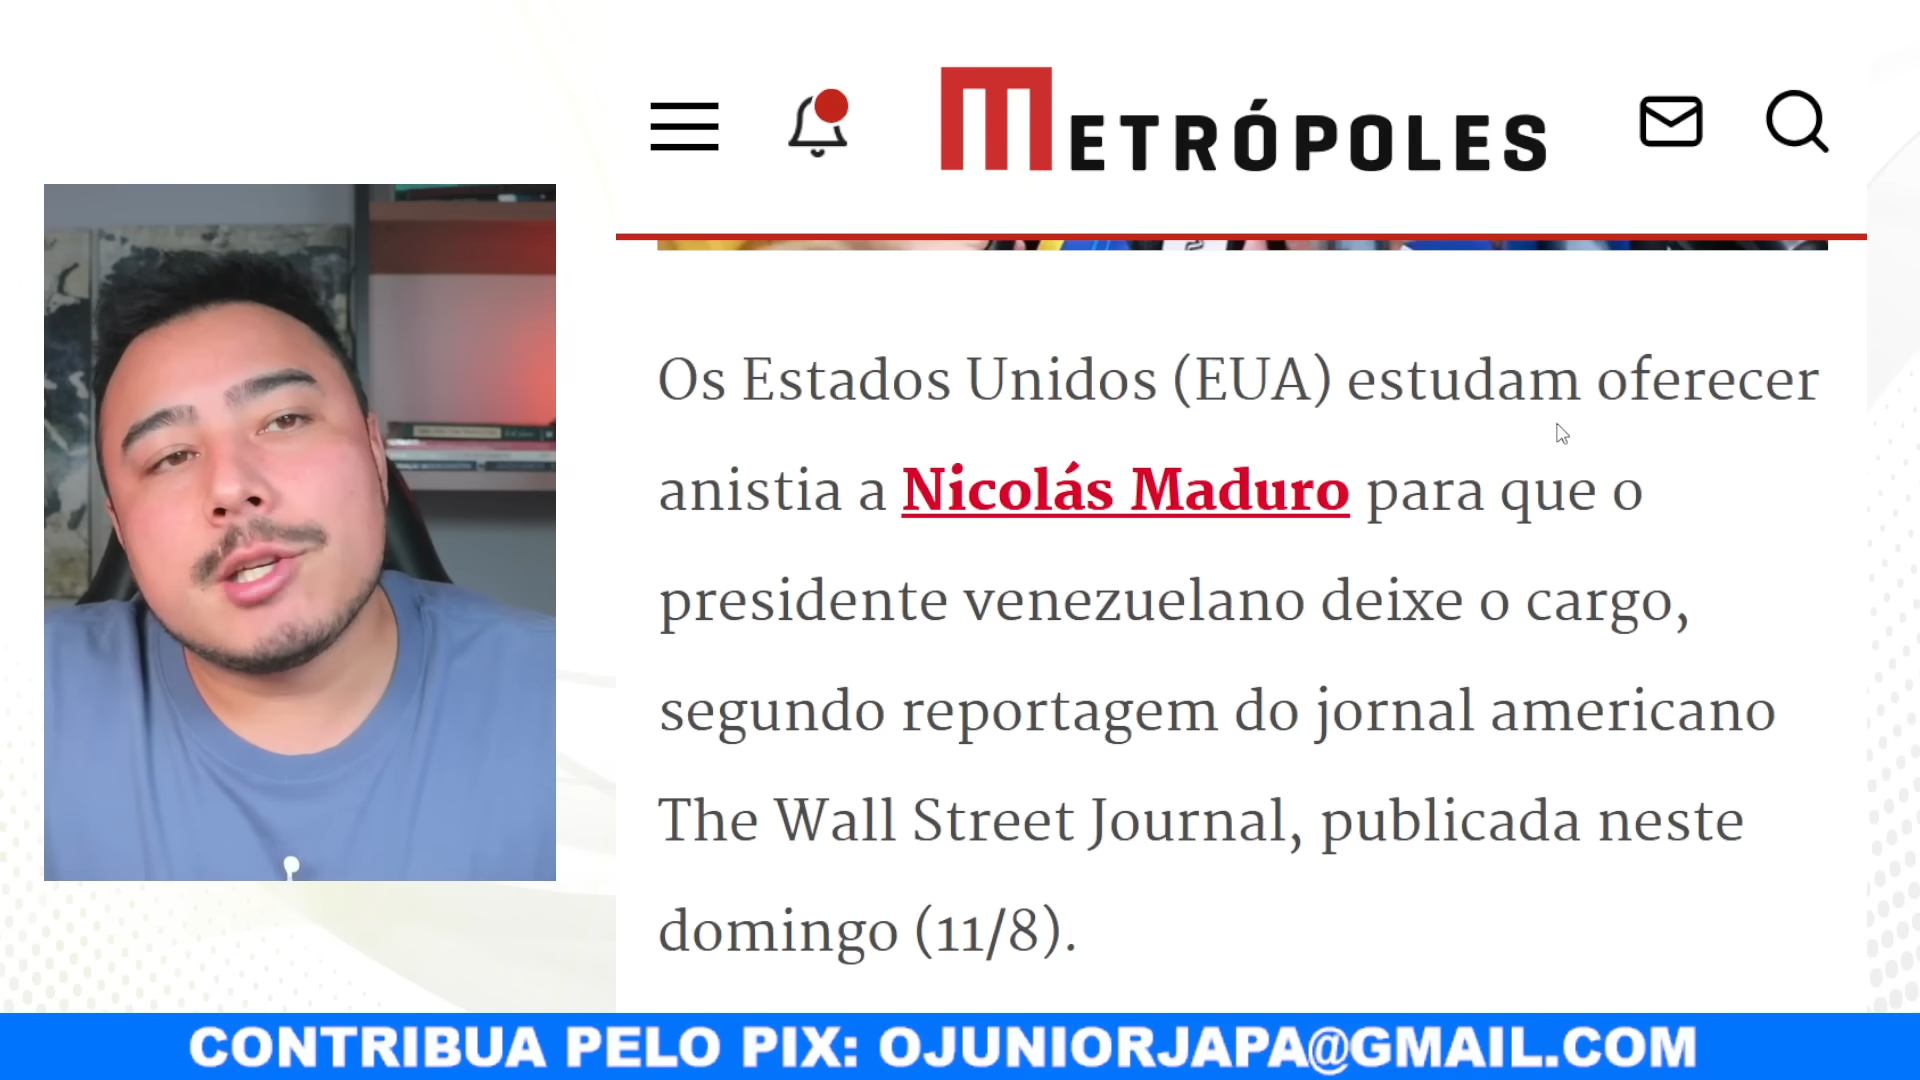 METRÓPOLES
Os Estados Unidos (EUA) estudam oferecer
anistia a Nicolás Maduro para que o
presidente venezuelano deixe o cargo,
segundo reportagem do jornal americano
The Wall Street Journal, publicada neste
domingo (11/8).
CONTRIBUA PELO PIX: OJUNIORJAPA@GMAIL.COM